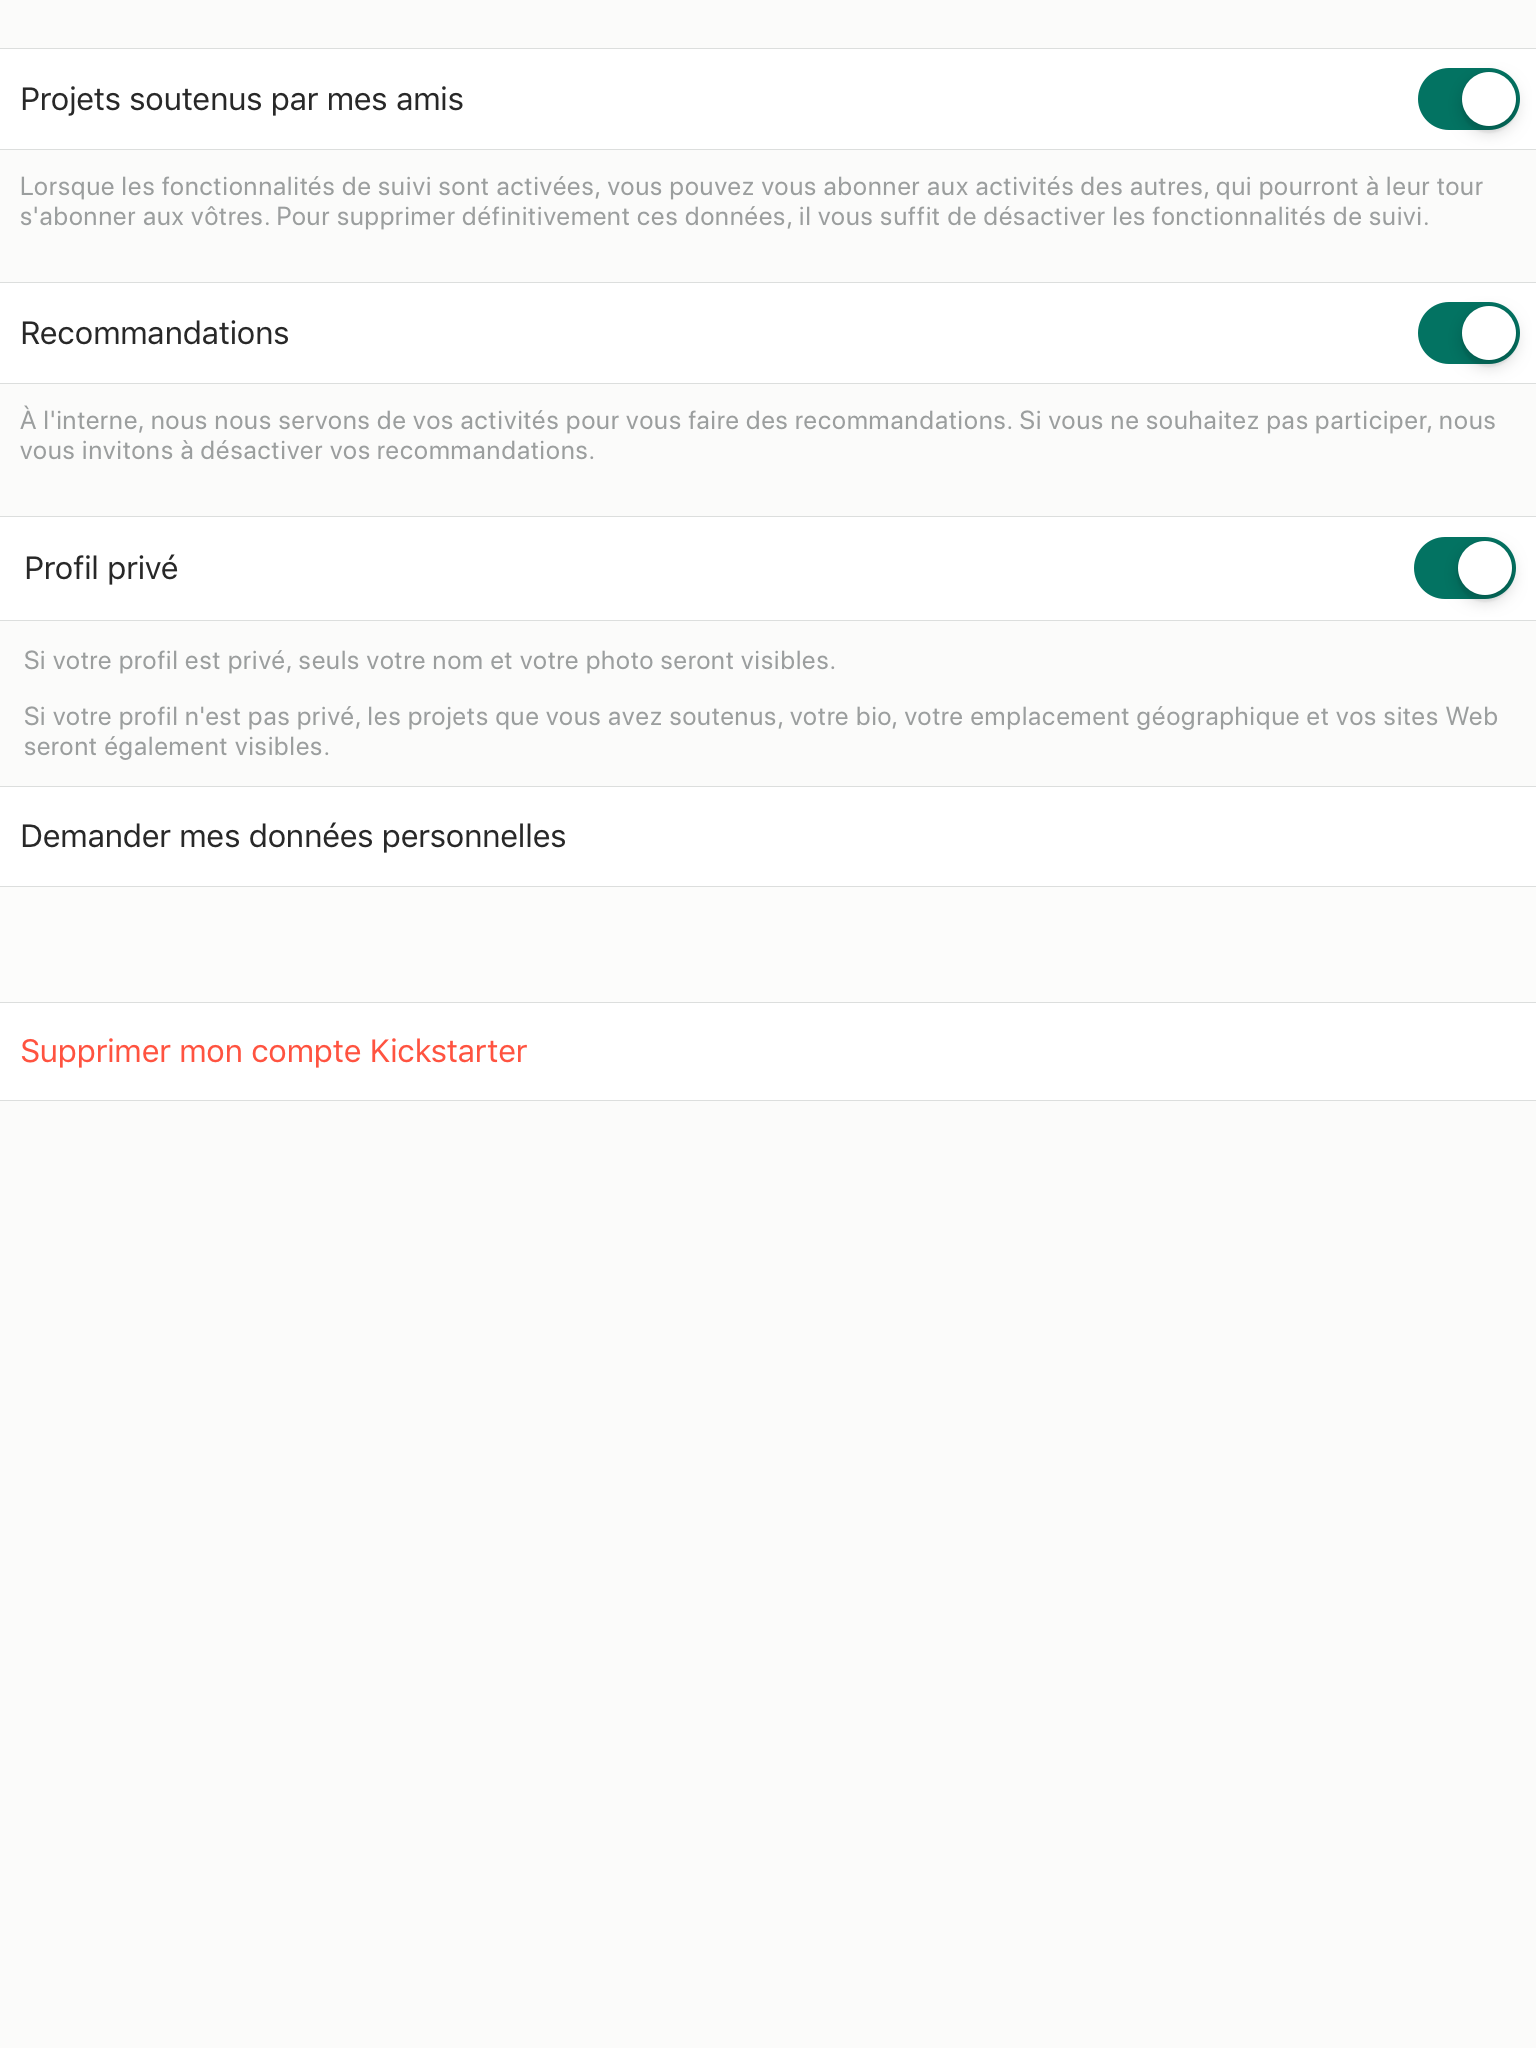 Projets soutenus par mes amis
Lorsque les fonctionnalités de suivi sont activées, vous pouvez vous abonner aux activités des autres, qui pourront à leur tour
s'abonner aux vôtres. Pour supprimer définitivement ces données, il vous suffit de désactiver les fonctionnalités de suivi.
Recommandations
À l'interne, nous nous servons de vos activités pour vous faire des recommandations. Si vous ne souhaitez pas participer, nous
vous invitons à désactiver vos recommandations.
Profil privé
Si votre profil est privé, seuls votre nom et votre photo seront visibles.
Si votre profil n'est pas privé, les projets que vous avez soutenus, votre bio, votre emplacement géographique et vos sites Web
seront également visibles.
Demander mes données personnelles
Supprimer mon compte Kickstarter